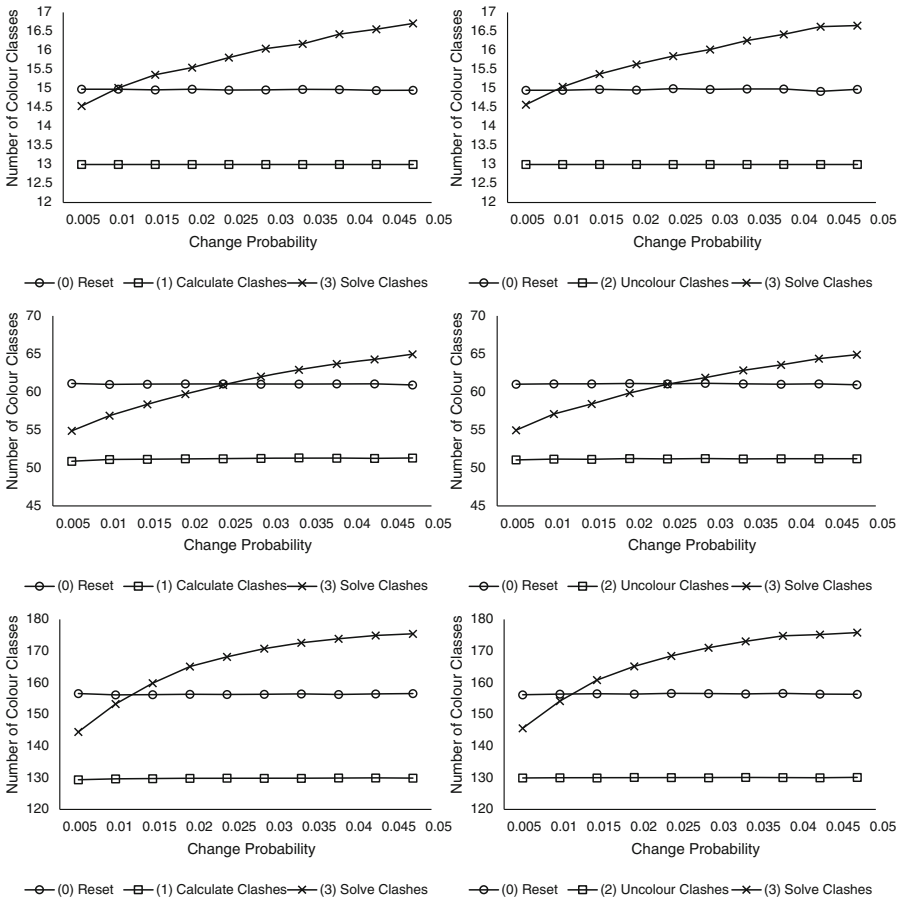 Number of Colour Classes
17
16.5
16
15.5
15
14.5
14
13.5
13
12.5
12
0.005 0.01 0.015 0.02 0.025 0.03 0.035 0.04 0.045 0.05
Change Probability
(0) Reset (1) Calculate Clashes (3) Solve Clashes
Number of Colour Classes
17
16.5
16
15.5
15
14.5
14
13.5
13
12.5
12
0.005 0.01 0.015 0.02 0.025 0.03 0.035 0.04 0.045 0.05
Change Probability
(0) Reset (2) Uncolour Clashes (3) Solve Clashes
Number of Colour Classes
70
65
60
55
50
45
0.005 0.01 0.015 0.02 0.025 0.03 0.035 0.04 0.045 0.05
Change Probability
(0) Reset (1) Calculate Clashes (3) Solve Clashes
Number of Colour Classes
70
65
60
55
50
45
0.005 0.01 0.015 0.02 0.025 0.03 0.035 0.04 0.045 0.05
Change Probability
(0) Reset (2) Uncolour Clashes (3) Solve Clashes
Number of Colour Classes
180
170
160
150
140
130
120
0.005 0.01 0.015 0.02 0.025 0.03 0.035 0.04 0.045 0.05
Change Probability
(0) Reset (1) Calculate Clashes (3) Solve Clashes
Number of Colour Classes
180
170
160
150
140
130
120
0.005 0.01 0.015 0.02 0.025 0.03 0.035 0.04 0.045 0.05
Change Probability
(0) Reset (2) Uncolour Clashes (3) Solve Clashes